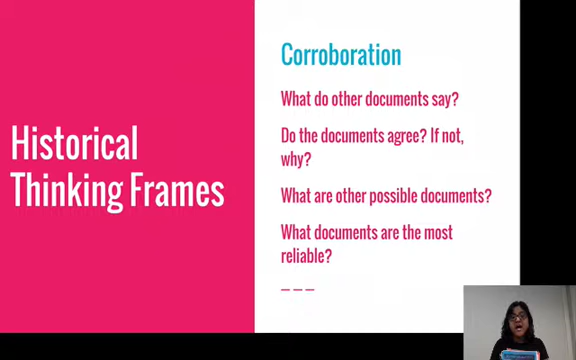 Historical
Thinking Frames
Corroboration
What do other documents say?
Do the documents agree? If not,
why?
What are other possible documents?
What documents are the most
reliable?
_ _ _